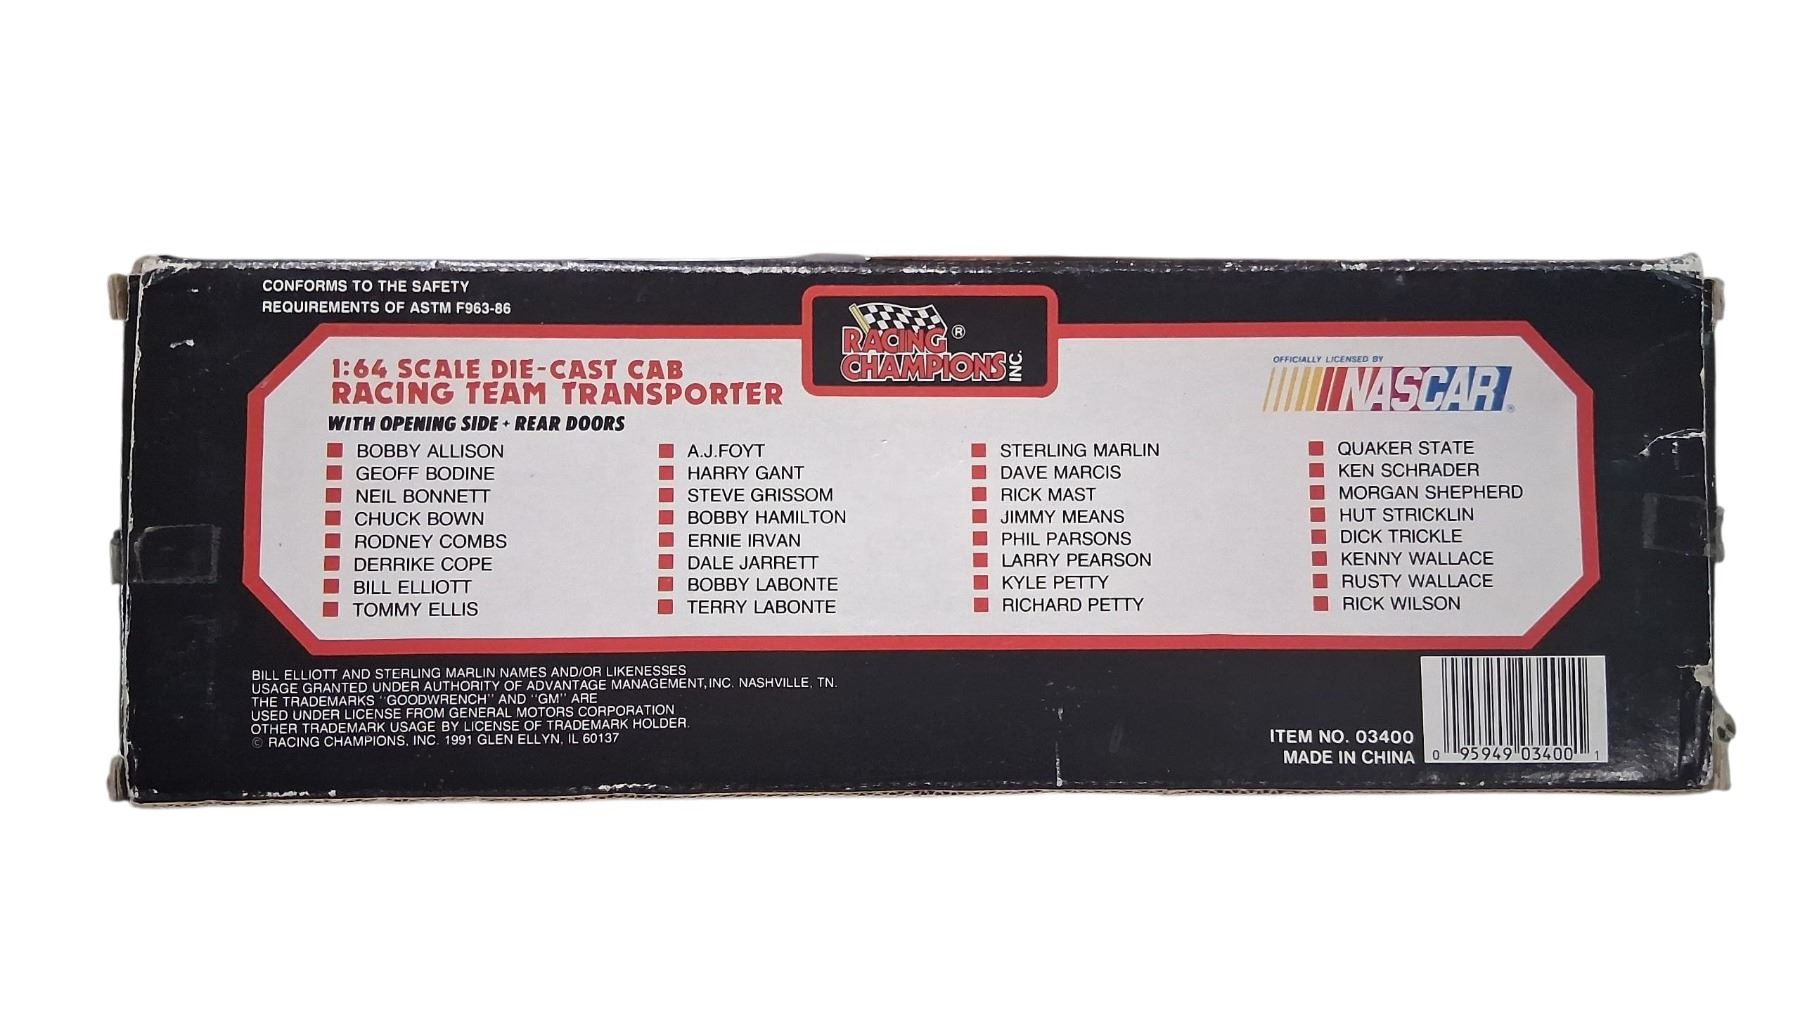 CONFORMS TO THE SAFETY
REQUIREMENTS OF ASTM F963-86
RACING ®
CHAMPIONS INC.
1:64 SCALE DIE-CAST CAB
RACING TEAM TRANSPORTER
WITH OPENING SIDE + REAR DOORS
OFFICIALLY LICENSED BY
NASCAR®
BOBBY ALLISON
GEOFF BODINE
NEIL BONNETT
CHUCK BOWN
RODNEY COMBS
DERRIKE COPE
BILL ELLIOTT
TOMMY ELLIS
A.J.FOYT
HARRY GANT
STEVE GRISSOM
BOBBY HAMILTON
ERNIE IRVAN
DALE JARRETT
BOBBY LABONTE
TERRY LABONTE
STERLING MARLIN
DAVE MARCIS
RICK MAST
JIMMY MEANS
PHIL PARSONS
LARRY PEARSON
KYLE PETTY
RICHARD PETTY
QUAKER STATE
KEN SCHRADER
MORGAN SHEPHERD
HUT STRICKLIN
DICK TRICKLE
KENNY WALLACE
RUSTY WALLACE
RICK WILSON
BILL ELLIOTT AND STERLING MARLIN NAMES AND/OR LIKENESSES
USAGE GRANTED UNDER AUTHORITY OF ADVANTAGE MANAGEMENT,INC. NASHVILLE, TN.
THE TRADEMARKS "GOODWRENCH" AND "GM" ARE
USED UNDER LICENSE FROM GENERAL MOTORS CORPORATION
OTHER TRADEMARK USAGE BY LICENSE OF TRADEMARK HOLDER.
© RACING CHAMPIONS, INC. 1991 GLEN ELLYN, IL 60137
ITEM NO. 03400
MADE IN CHINA
0 95949 03400 1